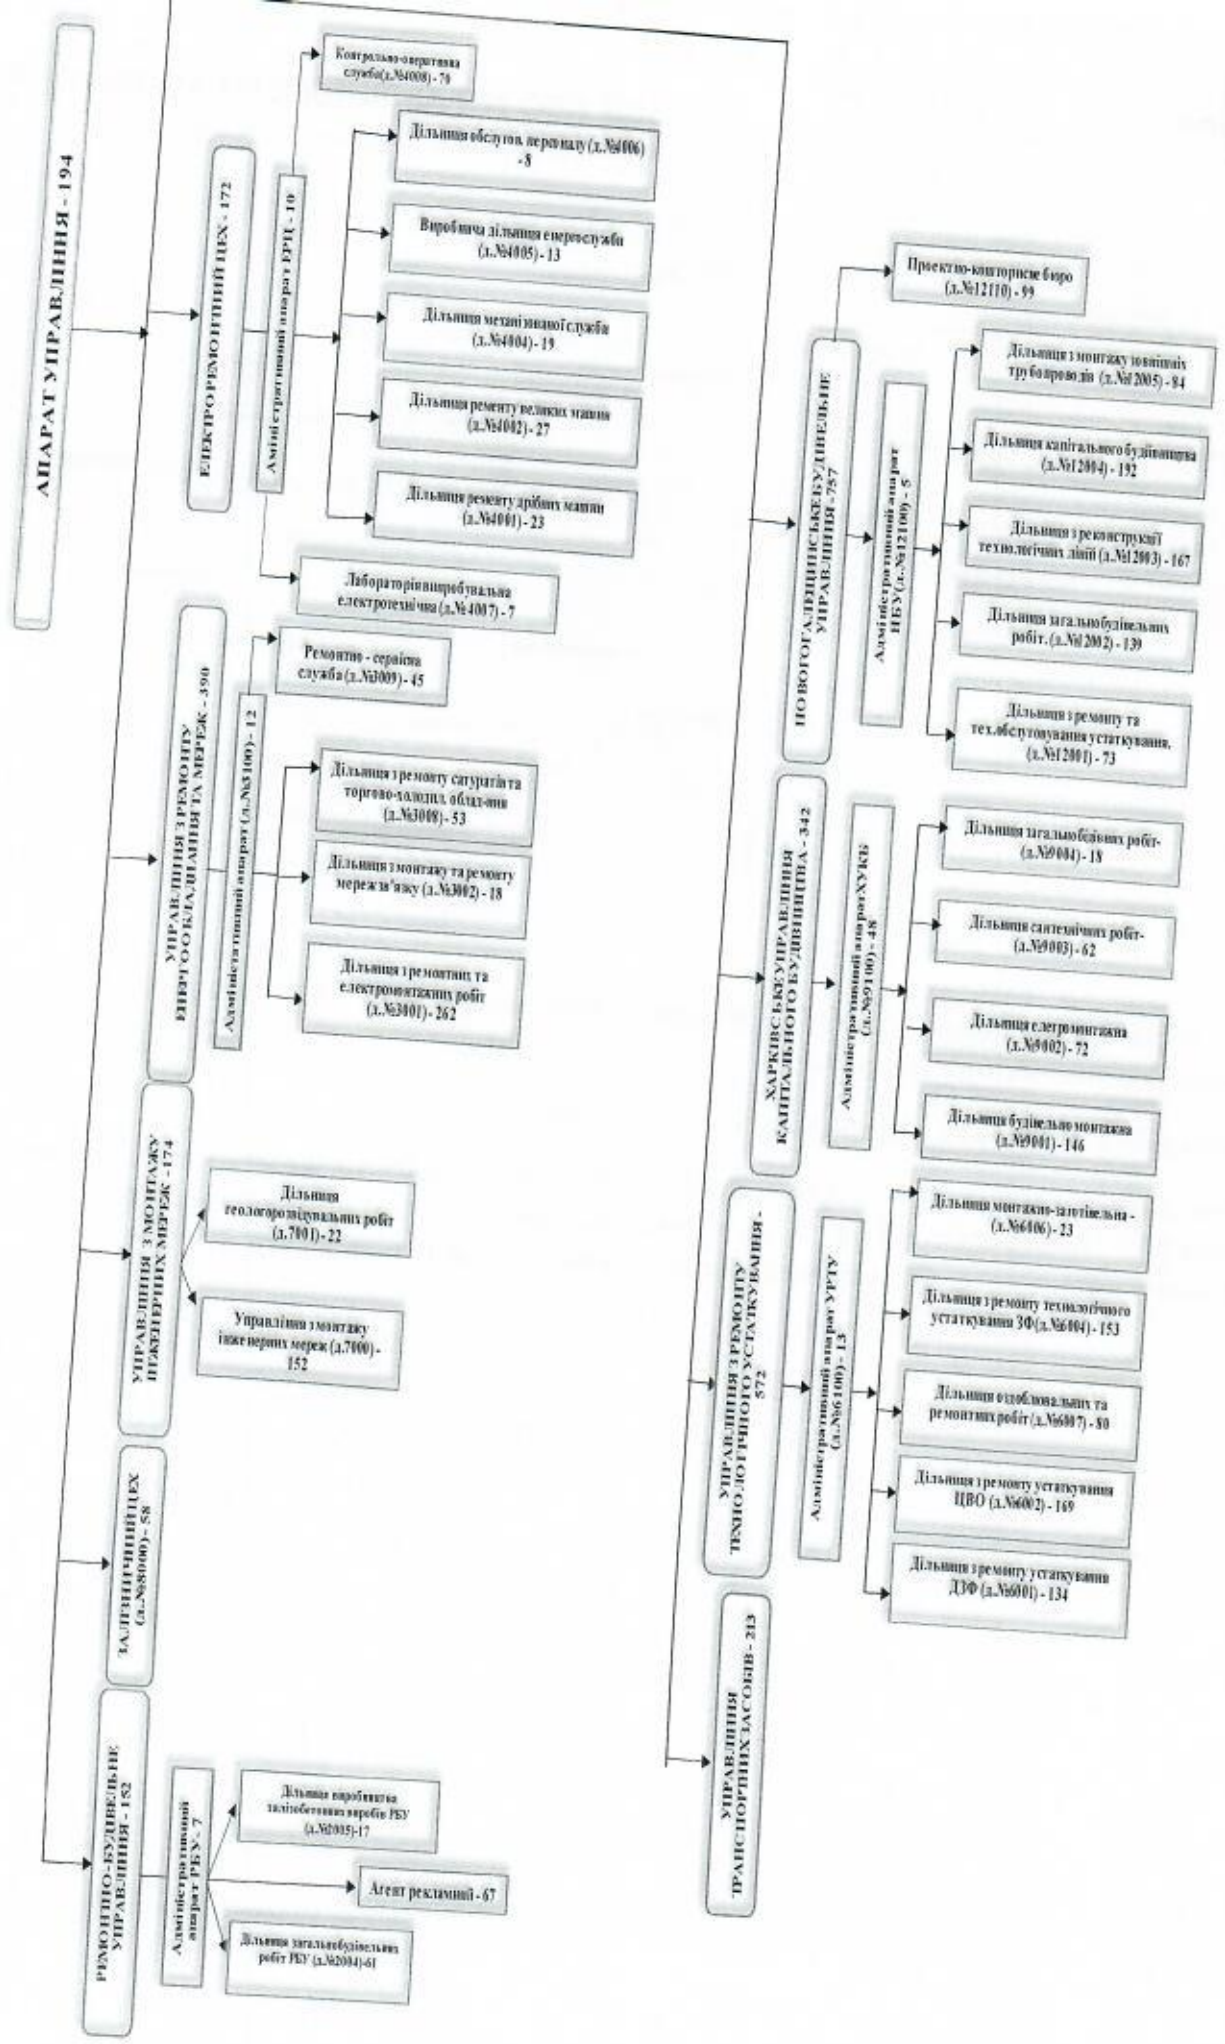 АПАРАТ УПРАВЛІННЯ - 194
РЕМОНТНО-БУДІВЕЛЬНЕ
УПРАВЛІННЯ - 152
Адміністративний
апарат РБУ - 7
Дільниця загальнобудівельних
робіт РБУ (д.№2004)-61
Агент рекламний - 67
Дільниця виробництва
залізобетонних виробів РБУ
(д.№2005)-17
ЗАЛІЗНИЧНИЙ ЦЕХ
(д.№8000) - 58
УПРАВЛІННЯ З МОНТАЖУ
ІНЖЕНЕРНИХ МЕРЕЖ - 174
Управління з монтажу
інженерних мереж (д.7000) -
152
Дільниця
геологорозвідувальних робіт
(д.7001) - 22
УПРАВЛІННЯ З РЕМОНТУ
ЕНЕРГООБЛАДНАННЯ ТА МЕРЕЖ - 390
Адміністативний апарат (д.№3100) - 12
Дільниця з ремонтних та
електромонтажних робіт
(д.№3001) - 262
Дільниця з монтажу та ремонту
мереж зв'язку (д.№3002) - 18
Дільниця з ремонту сатураців та
торгово-холодил. облад-ння
(д.№3008) - 53
Ремонтно - сервісна
служба (д.№3009) - 45
ЕЛЕКТРОРЕМОНТНИЙ ЦЕХ - 172
Аміністративний апарат ЕРЦ - 10
Лабораторія випробувальна
електротехнічна (д.№4007) - 7
Дільниця ременту дрібних машин
(д.№4001) - 23
Дільниця ременту великих машин
(д.№4002) - 27
Дільниця механізованої служби
(д.№4004) - 19
Виробнича дільниця енергослужби
(д.№4005) - 13
Дільниця обслугов. персоналу (д.№4006)
- 8
Контрольно-оперативна
служба(д.№4008) - 70
УПРАВЛІННЯ
ТРАНСПОРТНИХ ЗАСОБІВ - 213
УПРАВЛІННЯ З РЕМОНТУ
ТЕХНОЛОГІЧНОГО УСТАТКУВАННЯ -
572
Адміністративний апарат УРТУ
(д.№6100) - 13
Дільниця з ремонту устаткування
ДЗФ (д.№6001) - 134
Дільниця з ремонту устаткування
ЦВО (д.№6002) - 169
Дільниця оздоблювальних та
ремонтних робіт (д.№6007) - 80
Дільниця з ремонту технологічного
устаткування ЗФ(д.№6004) - 153
Дільниця монтажно-заготівельна -
(д.№6006) - 23
ХАРКІВСЬКЕ УПРАВЛІННЯ
КАПІТАЛЬНОГО БУДІВНИЦТВА - 342
Адміністративний апарат ХУКБ
(д.№9100) - 48
Дільниця будівельно монтажна
(д.№9001) - 146
Дільниця елегромонтажна
(д.№9002) - 72
Дільниця сантехнічних робіт-
(д.№9003) - 62
Дільниця загальнобідівних робіт-
(д.№9004) - 18
НОВОГАЛЕЩИНСЬКЕ БУДІВЕЛЬНЕ
УПРАВЛІННЯ - 757
Адміністративний апарат
НБУ(д.№12100) - 5
Дільниця з ремонту та
тех.обслуговування устаткування.
(д.№12001) - 73
Дільниця загальнобудівельних
робіт. (д.№12002) - 139
Дільниця з реконструкції
технологічних ліній (д.№12003) - 167
Дільниця капітального будівництва
(д.№12004) - 192
Дільниця з монтажу зовнішніх
трубопроводів (д.№12005) - 84
Проектно-кошторисне бюро
(д.№12110) - 99